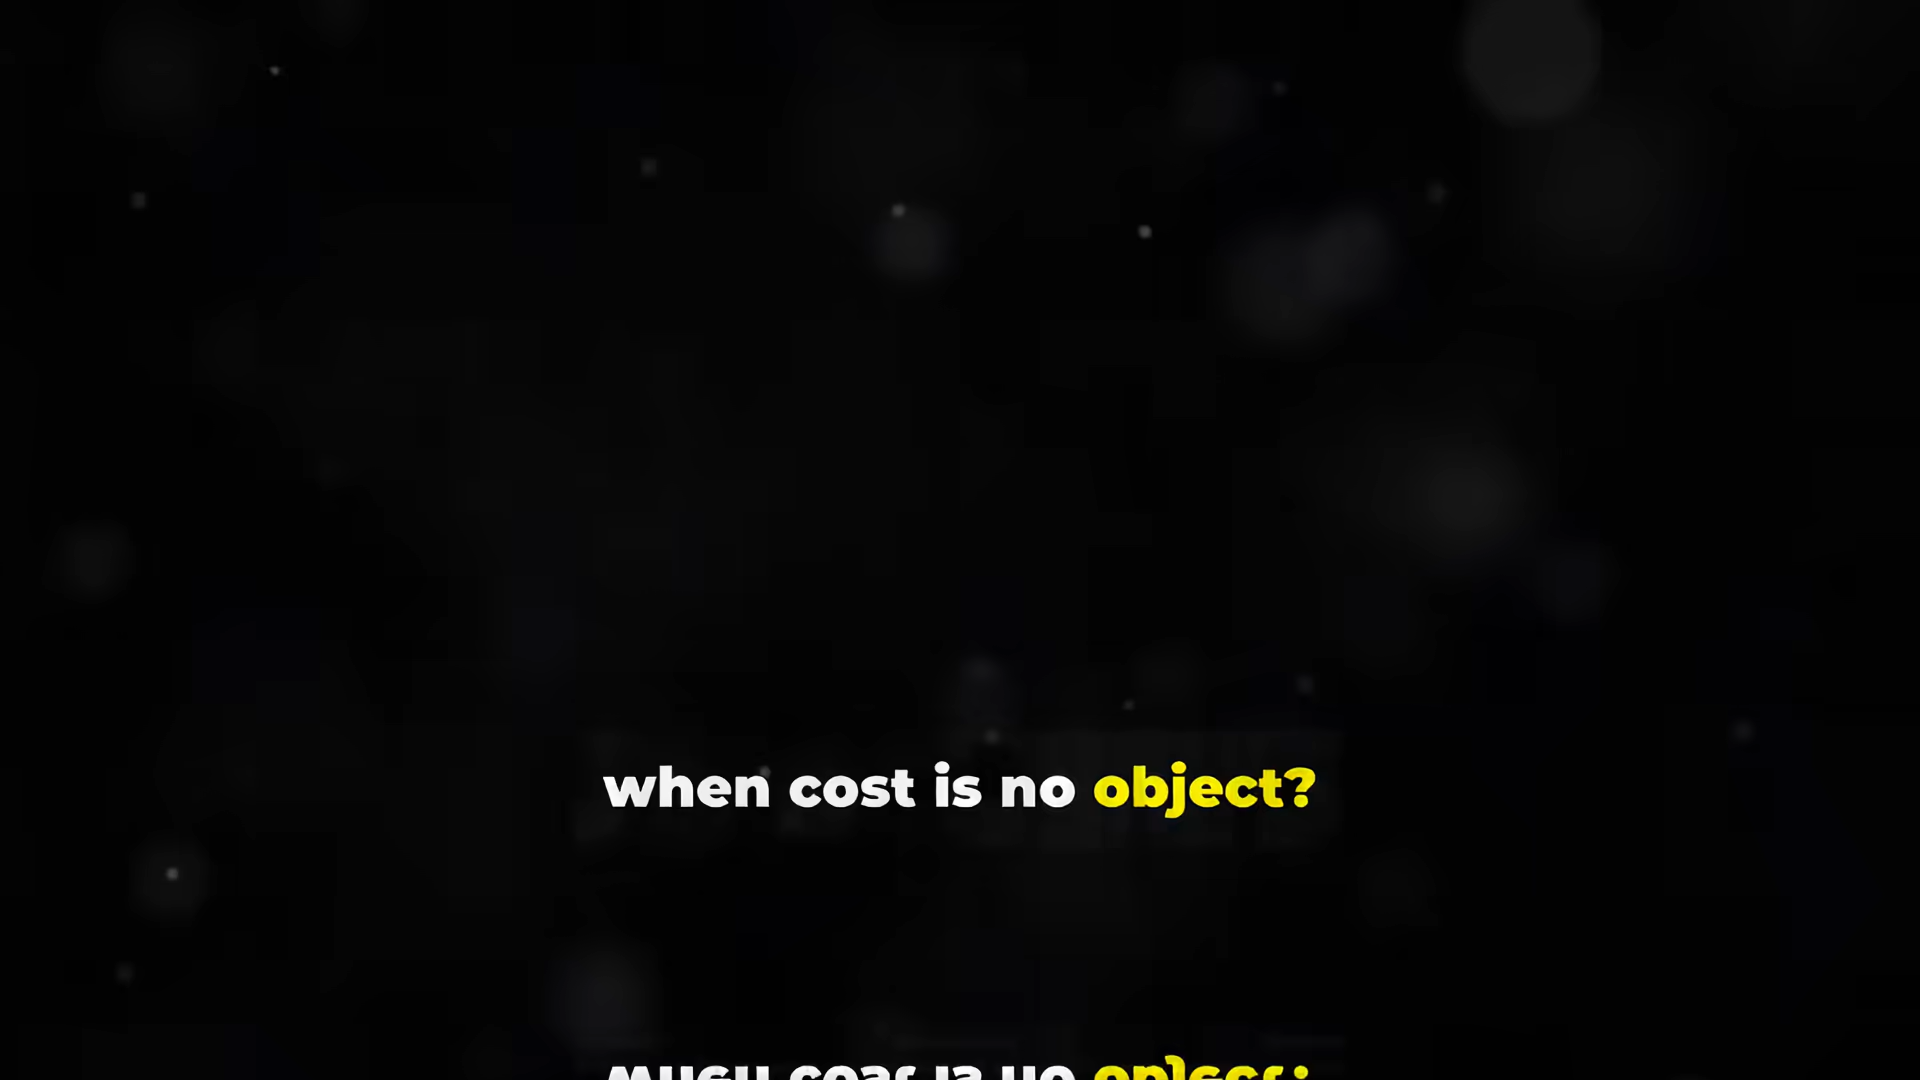 when cost is no object?